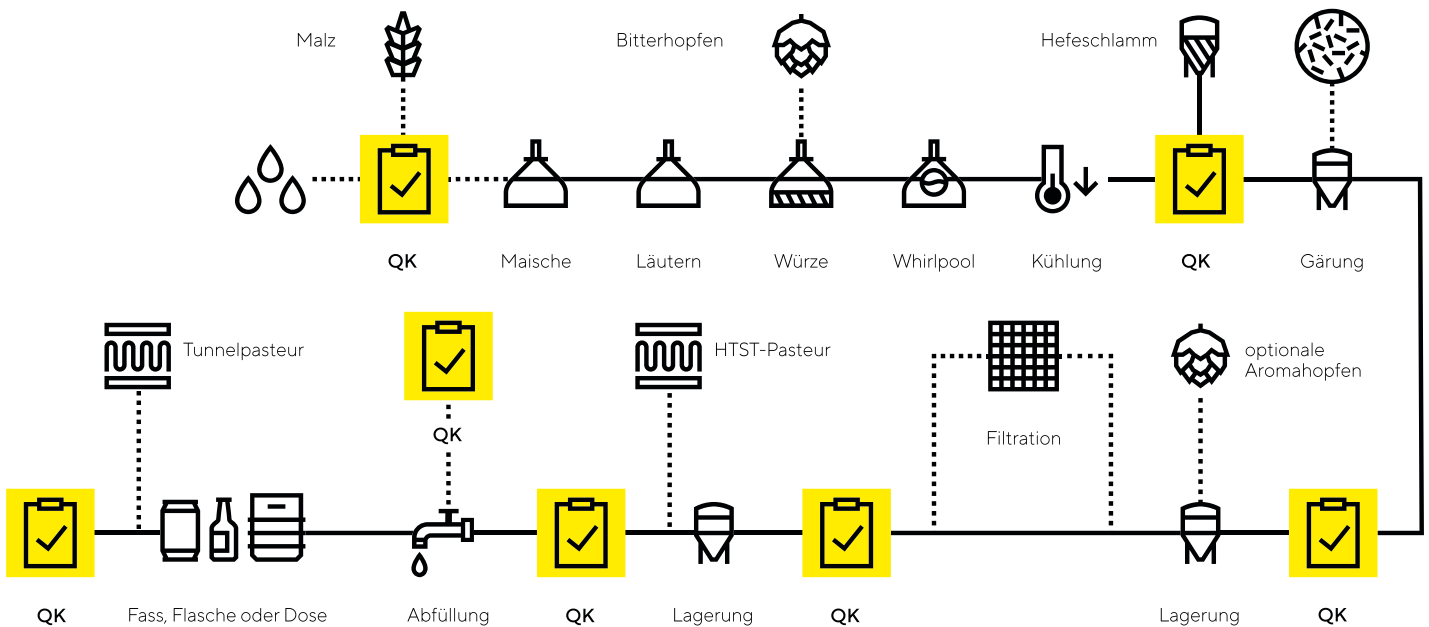 Malz
Bitterhopfen
Hefeschlamm
QK
Maische
Läutern
Würze
Whirlpool
Kühlung
QK
Gärung
Tunnelpasteur
QK
HTST-Pasteur
Filtration
optionale
Aromahopfen
QK
Fass, Flasche oder Dose
Abfüllung
QK
Lagerung
QK
Lagerung
QK